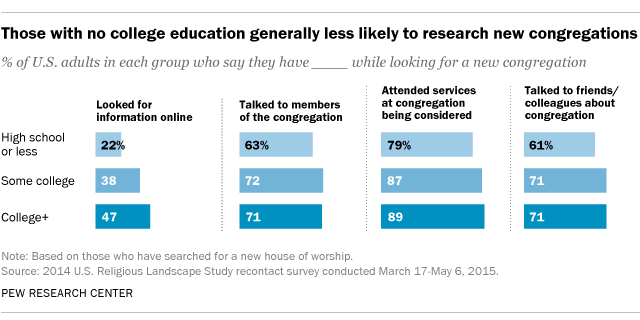 Those with no college education generally less likely to research new congregations
% of U.S. adults in each group who say they have ____ while looking for a new congregation
Looked for
information online
Talked to members
of the congregation
Attended services
at congregation
being considered
Talked to friends/
colleagues about
congregation
High school
or less
22% 63% 79% 61%
Some college 38 72 87 71
College+ 47 71 89 71
Note: Based on those who have searched for a new house of worship.
Source: 2014 U.S. Religious Landscape Study recontact survey conducted March 17-May 6, 2015.
PEW RESEARCH CENTER